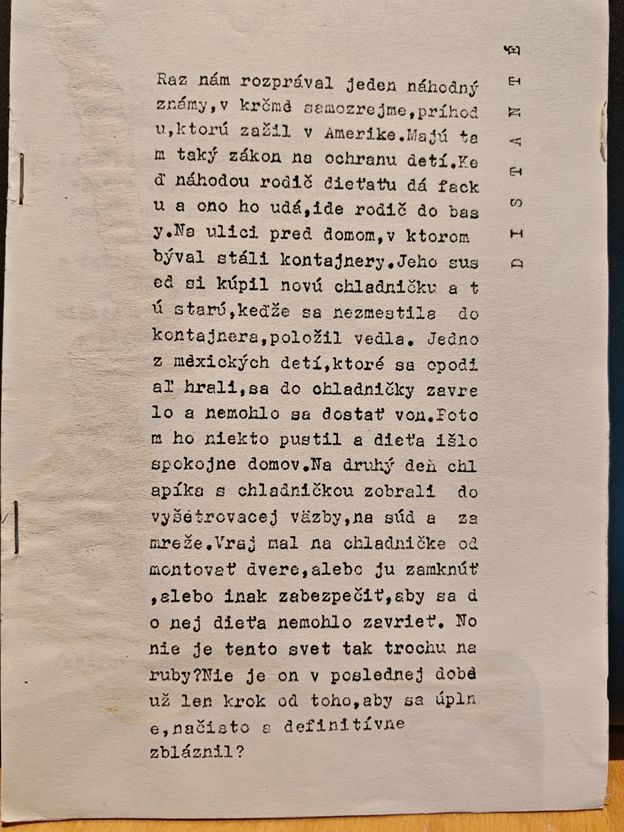 Raz nám rozprával jeden náhodný
známy,v krčmě samozrejme,príhod
u,ktorú zažil v Amerike.Majú ta
m taký zákon na ochranu detí.Ke
ď náhodou rodič dieťaťu dá fack
u a ono ho udá,ide rodič do bas
y.Na ulici pred domom,v ktorom
býval stáli kontajnery.Jeho sus
ed si kúpil novú chladničku a t
ú starú,keďže sa nezmestila do
kontajnera,položil vedla. Jedno
z měxických detí,ktoré sa opodi
aľ hrali,sa do chladničky zavre
lo a nemohlo sa dostať von.Poto
m ho niekto pustil a dieťa išlo
spokojne domov.Na druhý deň chl
apíka s chladničkou zobrali do
vyšetrovacej väzby,na súd a za
mreže.Vraj mal na chladničke od
montovať dvere,alebo ju zamknúť
,alebo inak zabezpečiť,aby sa d
o nej dieťa nemohlo zavrieť. No
nie je tento svet tak trochu na
ruby?Nie je on v poslednej době
už len krok od toho,aby sa úpln
e,načisto a definitívne
zbláznil?
DISTANTÉ